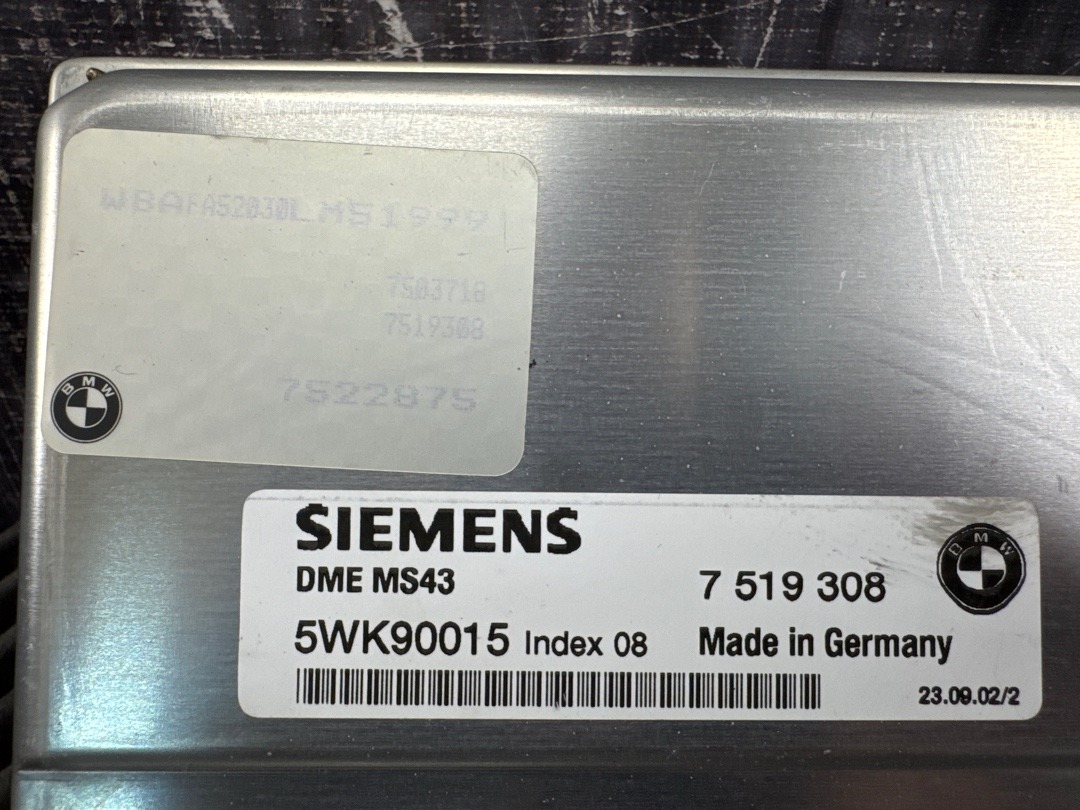 WBAFA52030LM51999
7503718
7519308
7522875
BMW
SIEMENS
DME MS43
7 519 308
BMW
5WK90015 Index 08
Made in Germany
23.09.02/2